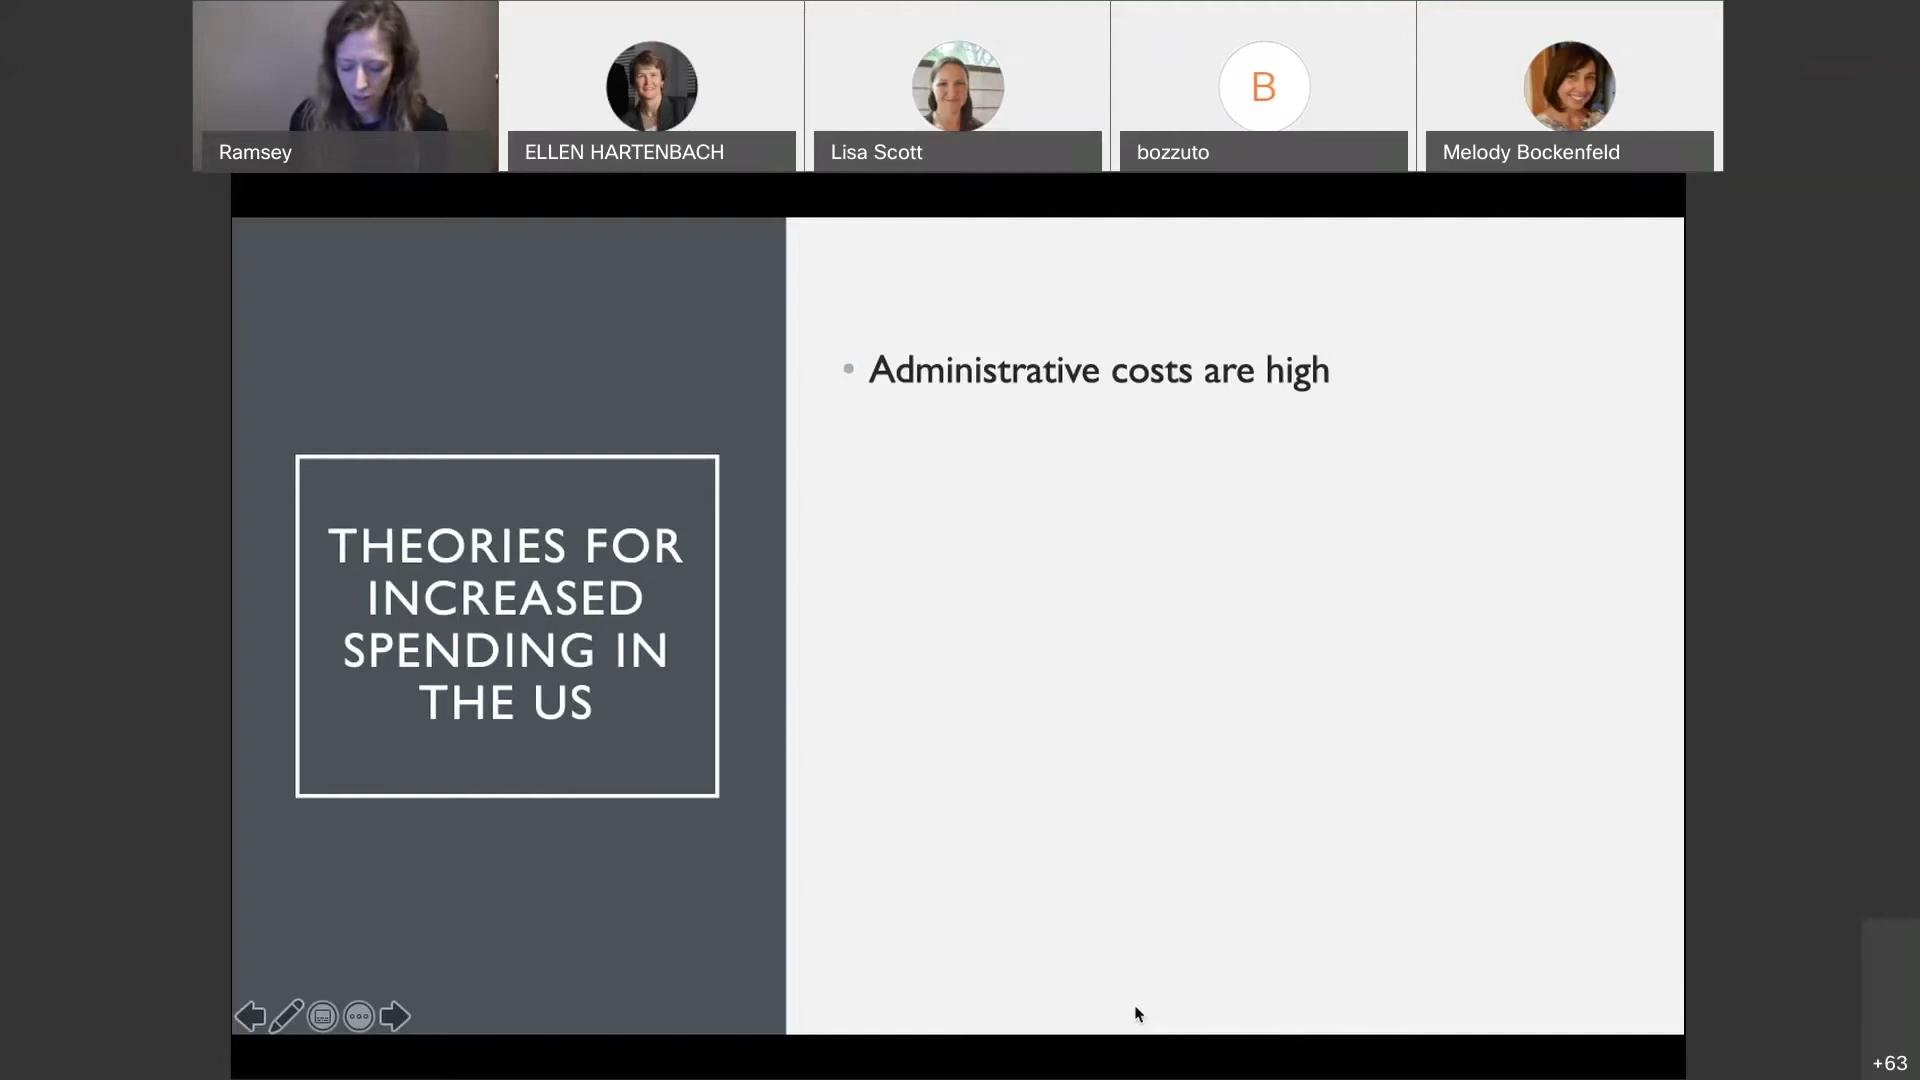 Ramsey
ELLEN HARTENBACH
Lisa Scott
B
bozzuto
Melody Bockenfeld
THEORIES FOR
INCREASED
SPENDING IN
THE US
• Administrative costs are high
+63